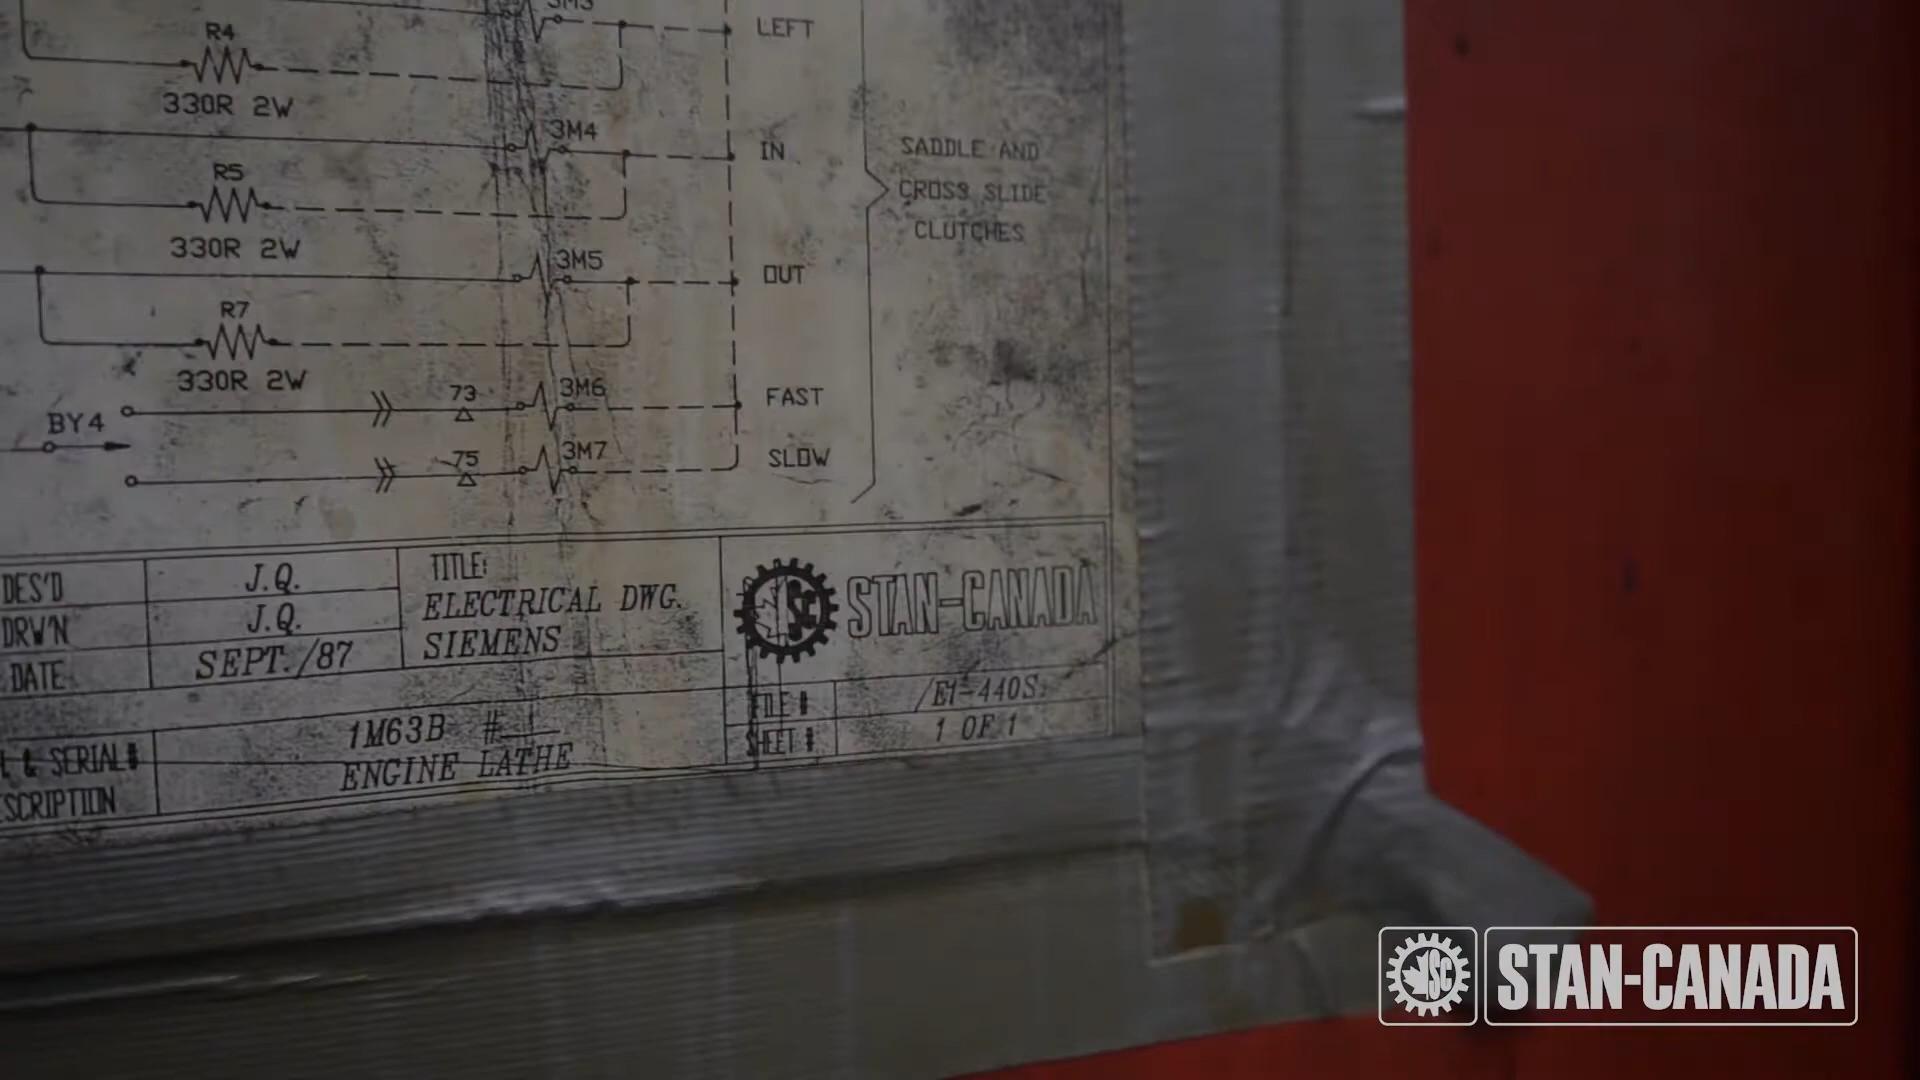 3M3
LEFT
R4
330R 2W
3M4
IN
R5
330R 2W
3M5
OUT
R7
330R 2W
SADDLE AND
CROSS SLIDE
CLUTCHES
73
3M6
FAST
BY4
75
3M7
SLOW
DES'D
J.Q.
DRW'N
J.Q.
DATE
SEPT./87
TITLE:
ELECTRICAL DWG.
SIEMENS
SC STAN-CANADA
FILE #
/E1-440S
SHEET #
1 OF 1
& SERIAL#
1M63B #
ENGINE LATHE
SC STAN-CANADA